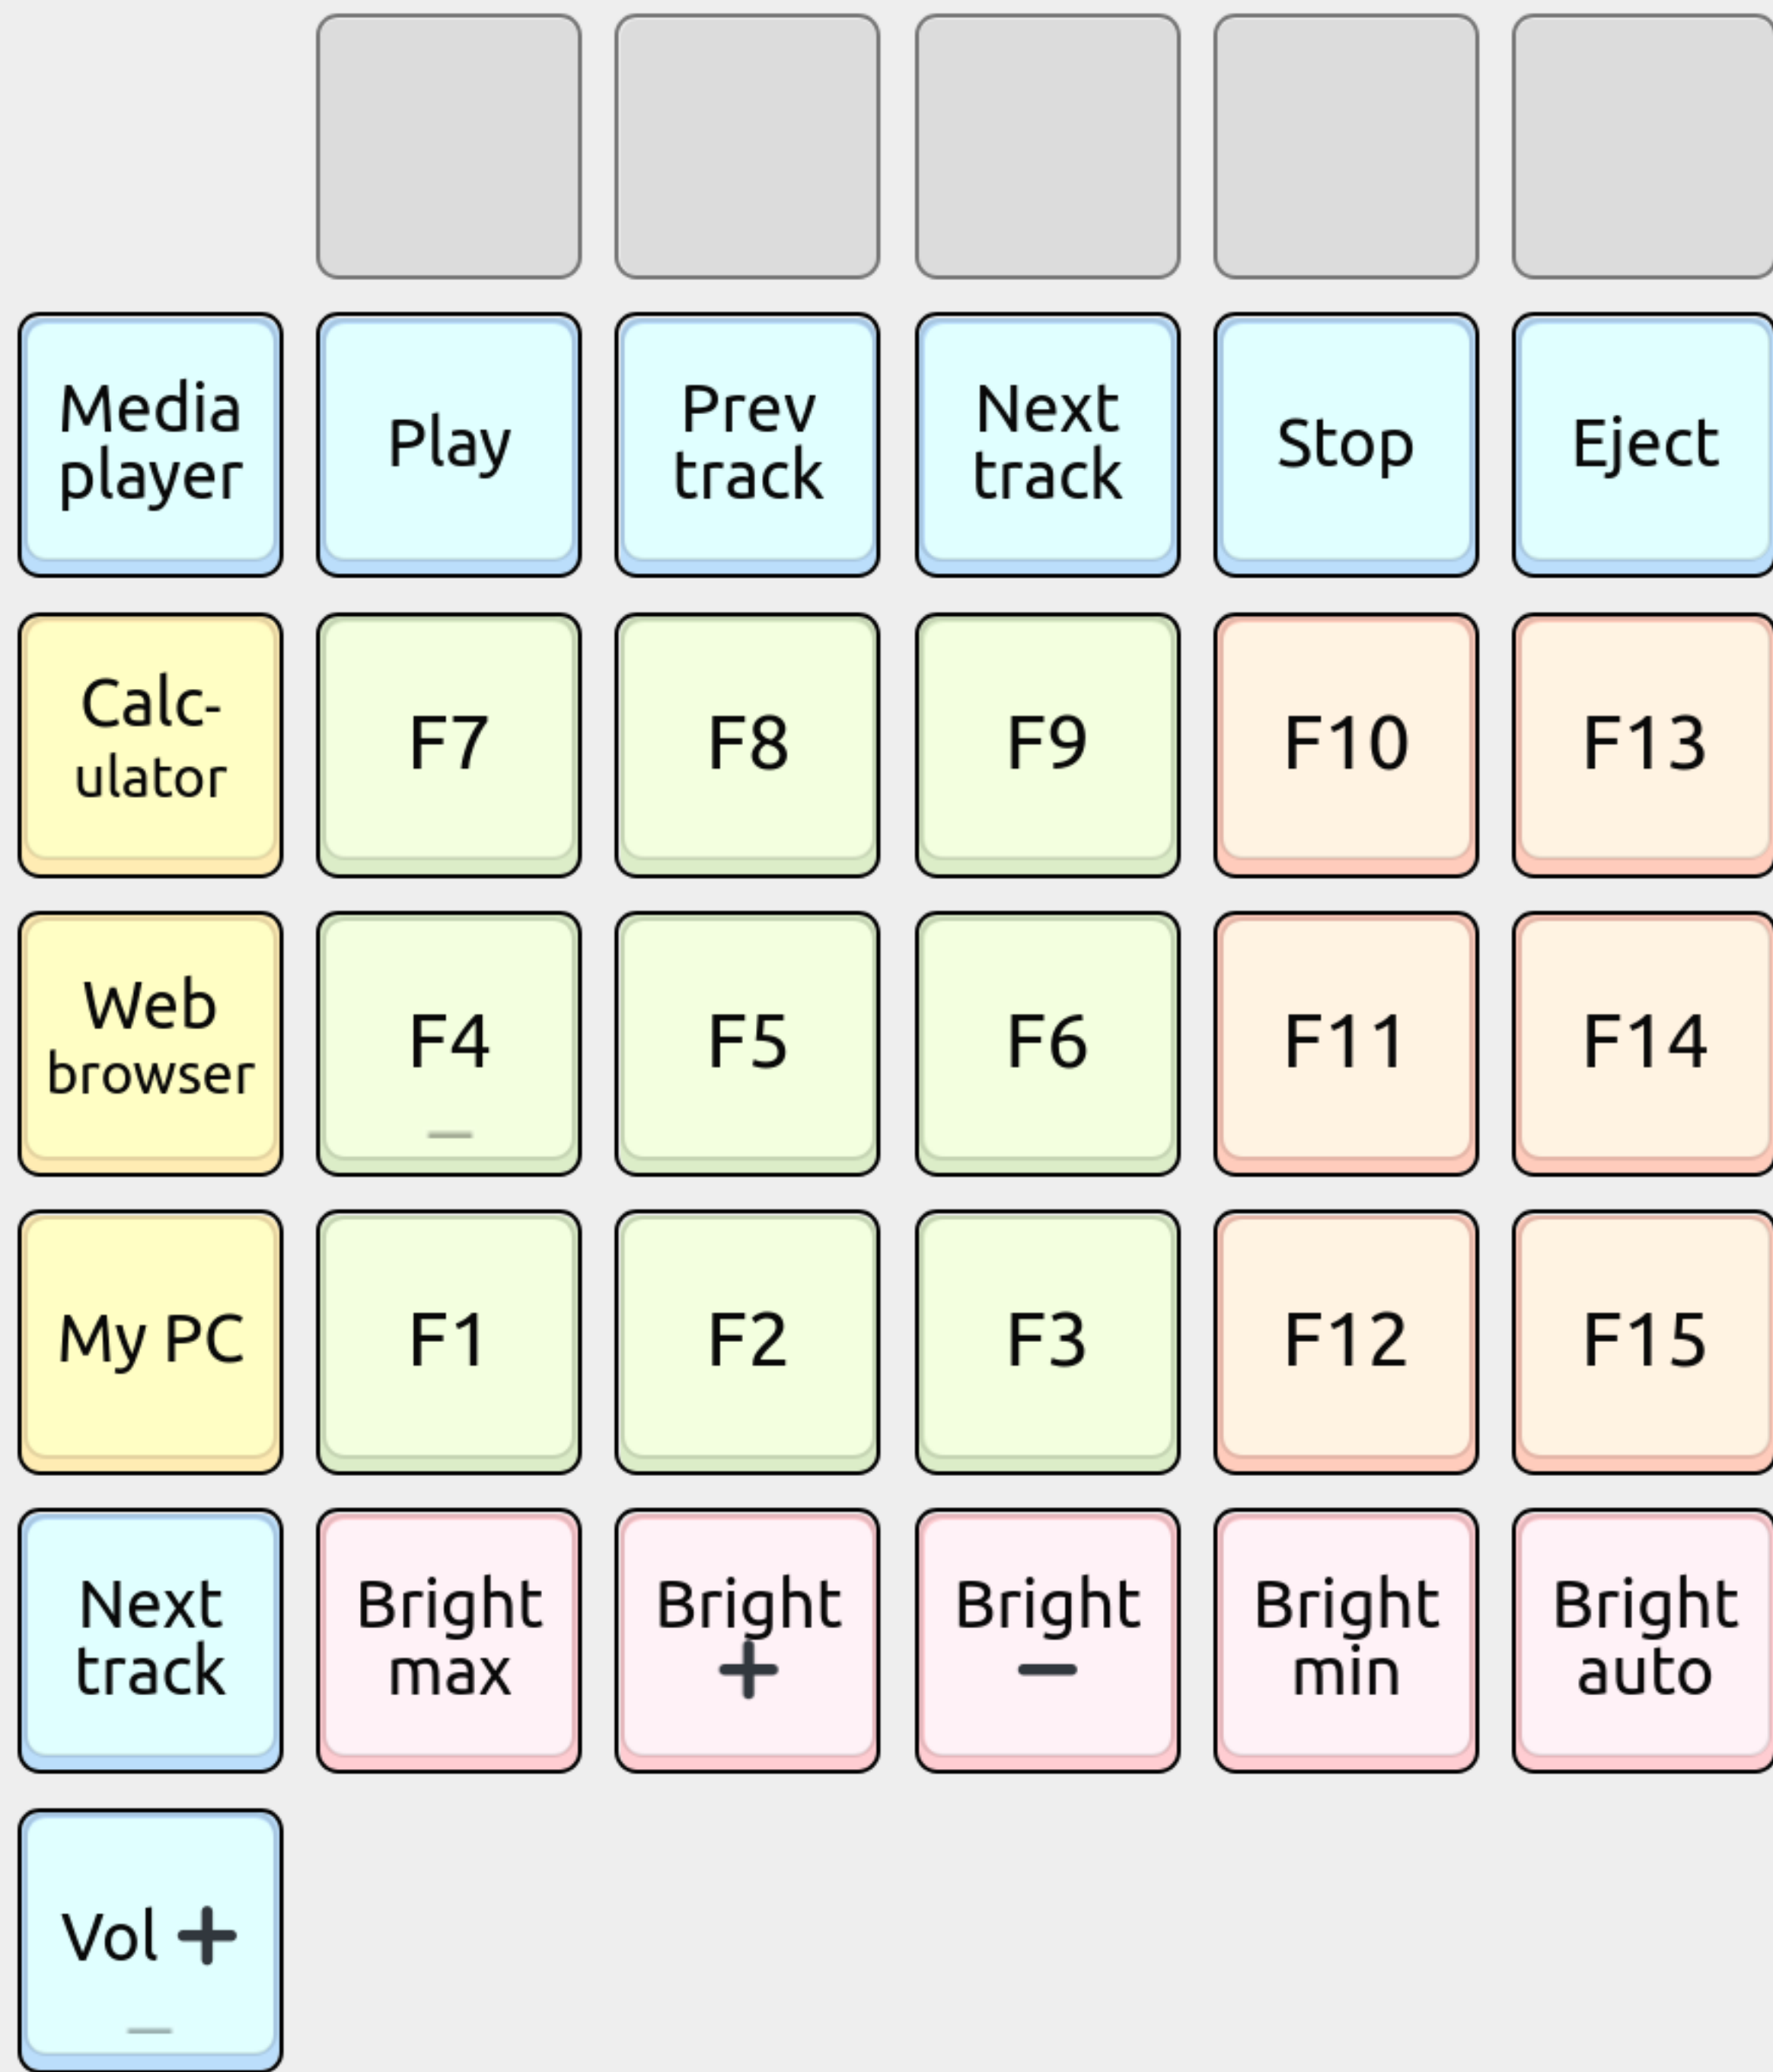 Media player
Play
Prev track
Next track
Stop
Eject
Calc-
ulator
F7
F8
F9
F10
F13
Web
browser
F4
F5
F6
F11
F14
My PC
F1
F2
F3
F12
F15
Next track
Bright max
Bright +
Bright −
Bright min
Bright auto
Vol +